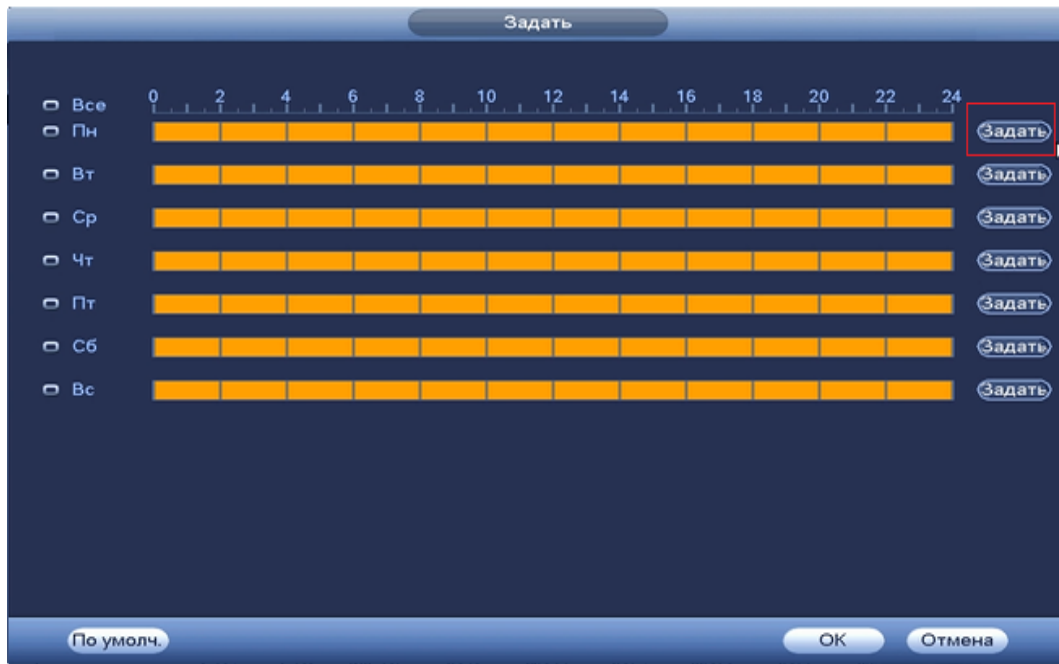 Задать
Все 0 2 4 6 8 10 12 14 16 18 20 22 24
Пн Задать
Вт Задать
Ср Задать
Чт Задать
Пт Задать
Сб Задать
Вс Задать
По умолч. OK Отмена